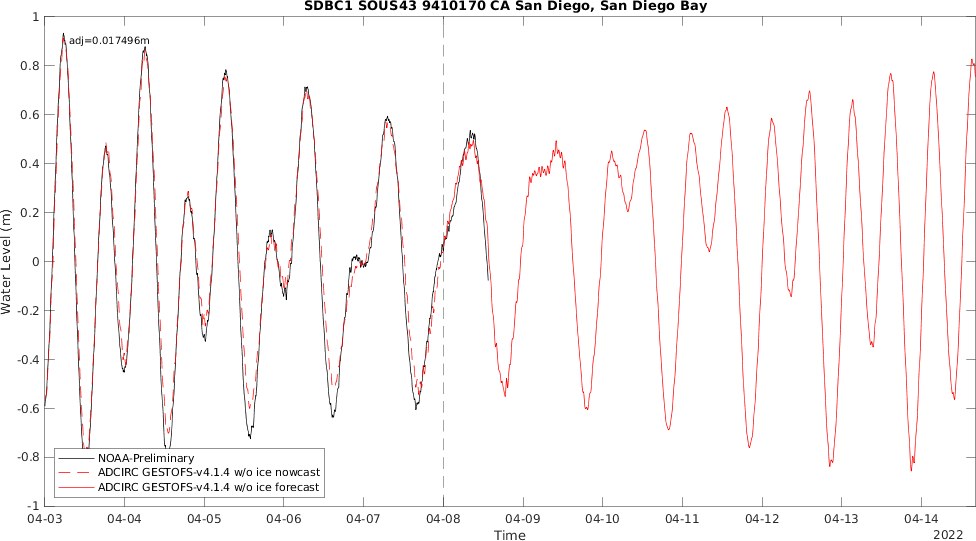 SDBC1 SOUS43 9410170 CA San Diego, San Diego Bay
1
adj=0.017496m
0.8
0.6
0.4
0.2
0
-0.2
-0.4
-0.6
-0.8
-1
Water Level (m)
NOAA-Preliminary
ADCIRC GESTOFS-v4.1.4 w/o ice nowcast
ADCIRC GESTOFS-v4.1.4 w/o ice forecast
04-03 04-04 04-05 04-06 04-07 04-08 04-09 04-10 04-11 04-12 04-13 04-14
Time
2022